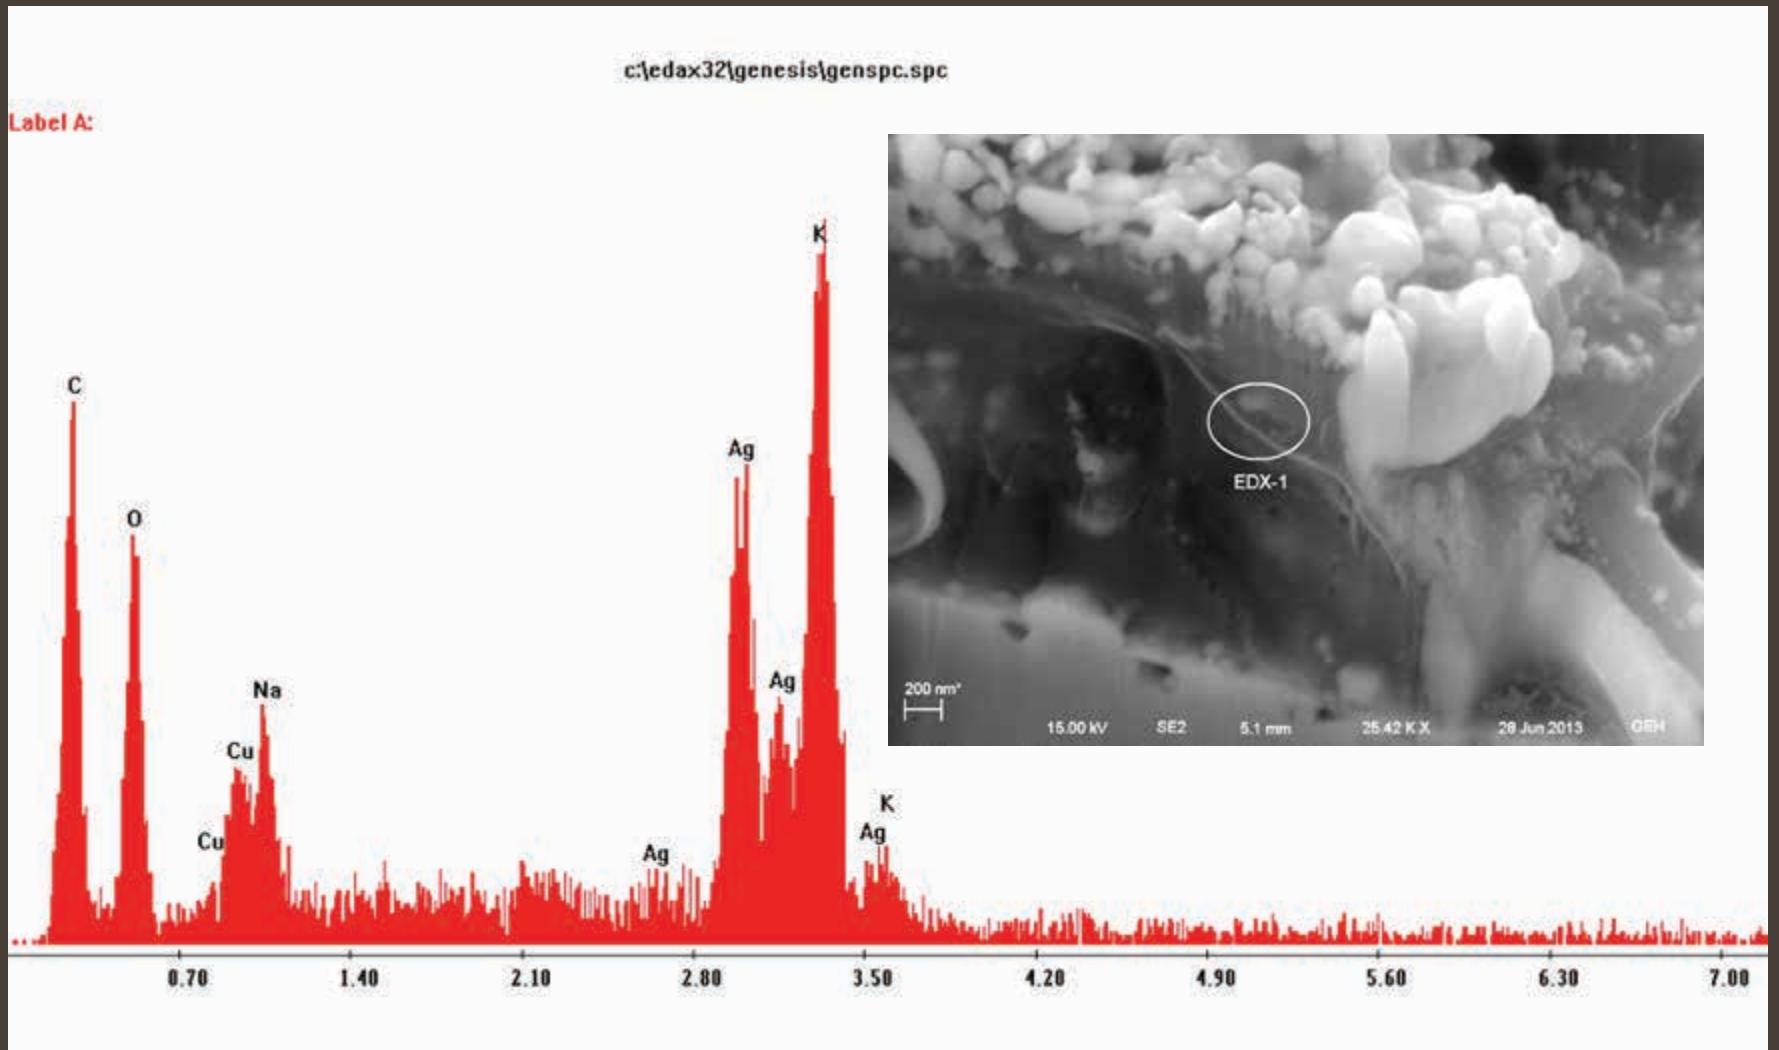 c:\edax32\genesis\genspc.spc
Label A:
K
C
Ag
O
Ag
Na
Cu
K
Cu
Ag
Ag
EDX-1
200 nm*
15.00 kV SE2 5.1 mm 25.42 K X 28 Jun 2013 GEH
0.70 1.40 2.10 2.80 3.50 4.20 4.90 5.60 6.30 7.00